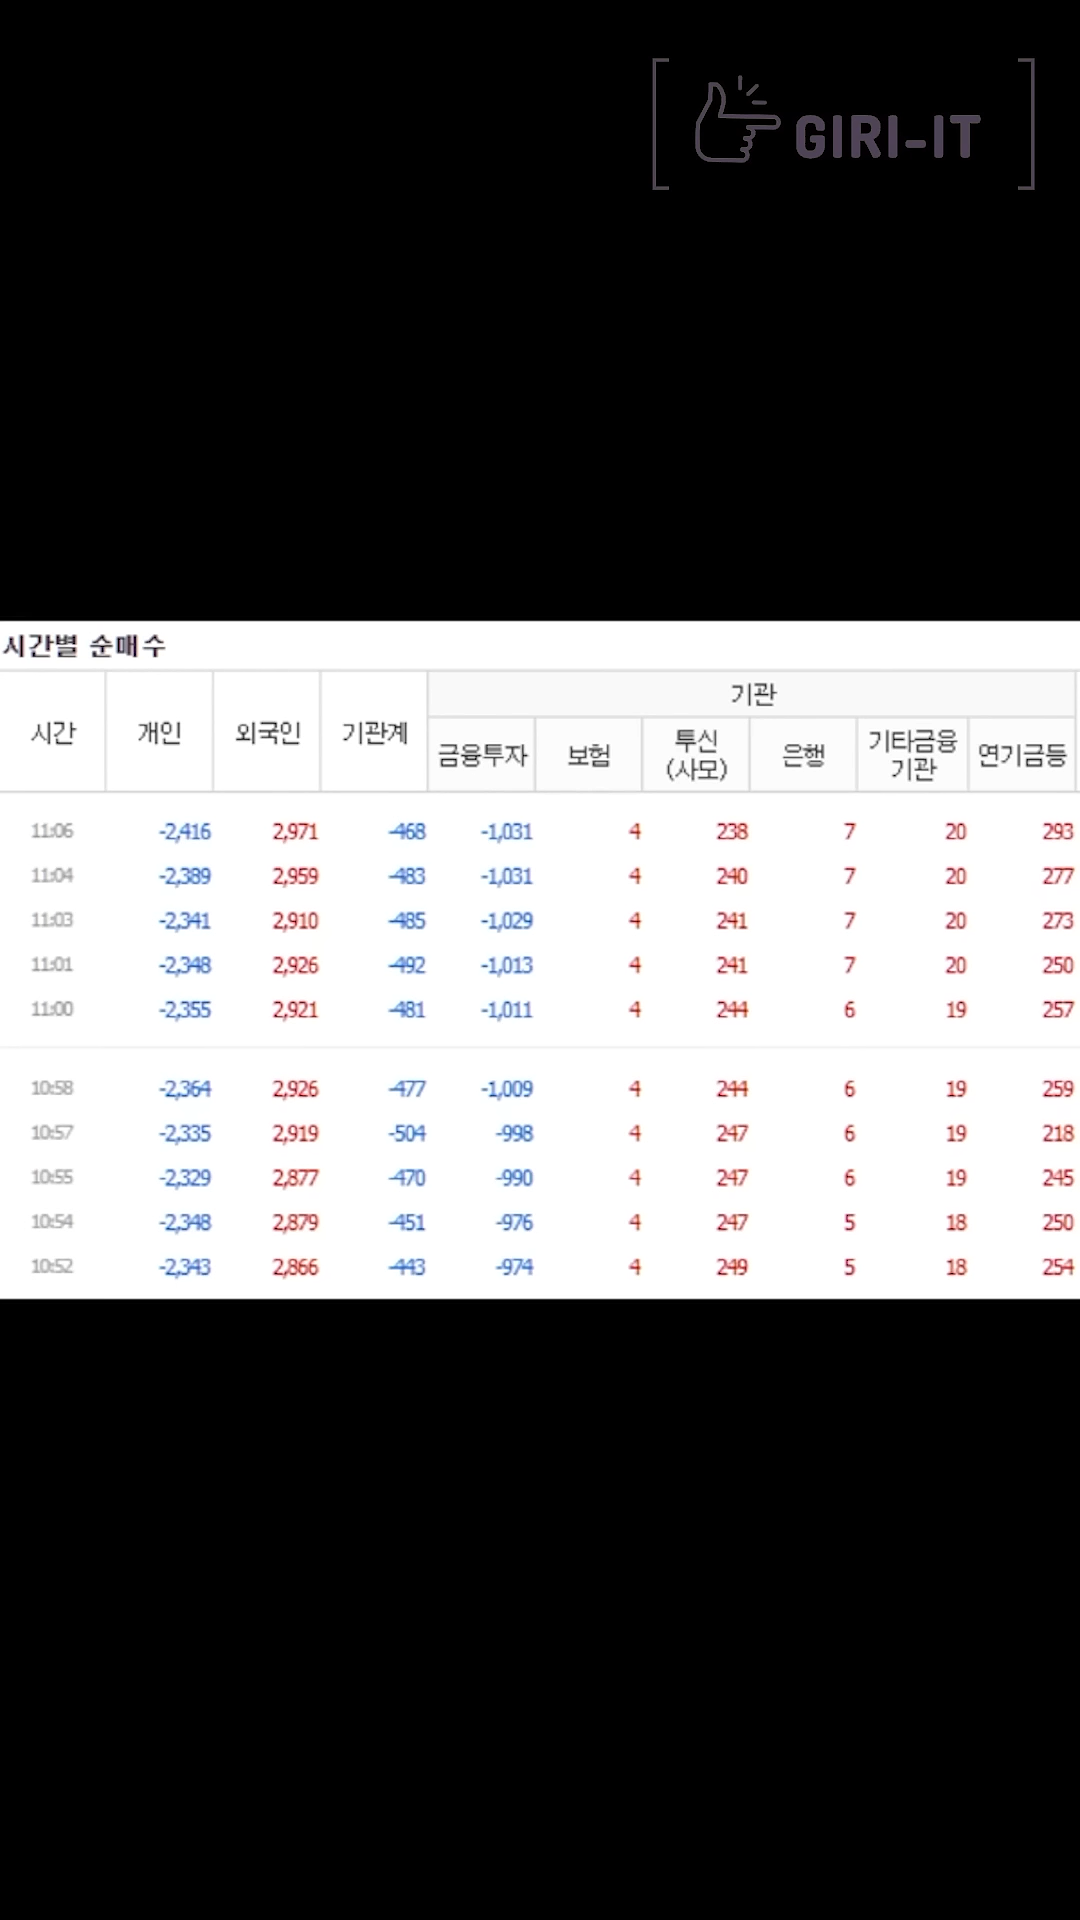 GIRI-IT
시간별 순매수
시간 개인 외국인 기관계 기관
금융투자 보험 투신(사모) 은행 기타금융기관 연기금등
11:06 -2,416 2,971 -468 -1,031 4 238 7 20 293
11:04 -2,389 2,959 -483 -1,031 4 240 7 20 277
11:03 -2,341 2,910 -485 -1,029 4 241 7 20 273
11:01 -2,348 2,926 -492 -1,013 4 241 7 20 250
11:00 -2,355 2,921 -481 -1,011 4 244 6 19 257
10:58 -2,364 2,926 -477 -1,009 4 244 6 19 259
10:57 -2,335 2,919 -504 -998 4 247 6 19 218
10:55 -2,329 2,877 -470 -990 4 247 6 19 245
10:54 -2,348 2,879 -451 -976 4 247 5 18 250
10:52 -2,343 2,866 -443 -974 4 249 5 18 254